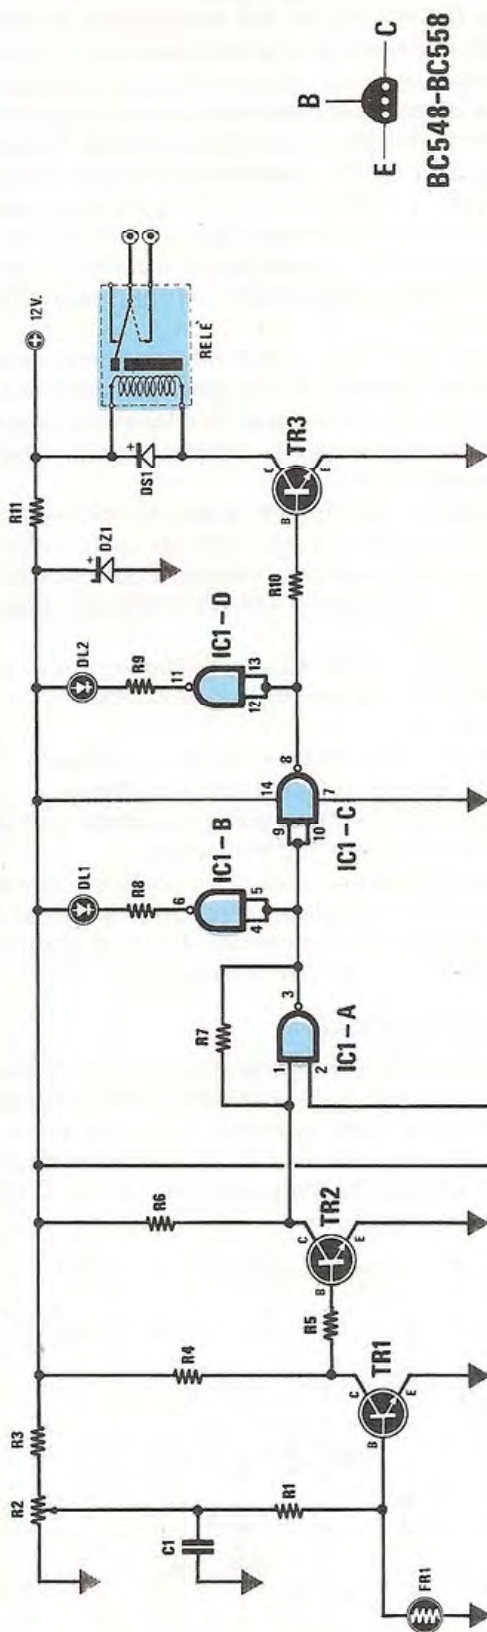 R2
R3
C1
R1
FR1
B
C
E
TR1
R4
R5
B
C
E
TR2
R6
1
2
3
IC1-A
R7
DL1
R8
6
4
5
IC1-B
9
10
14
8
7
IC1-C
DL2
R9
11
12
13
IC1-D
R10
DZ1
+
R11
DS1
+
B
C
E
TR3
RELÈ
12V.
B
E
C
BC548-BC558